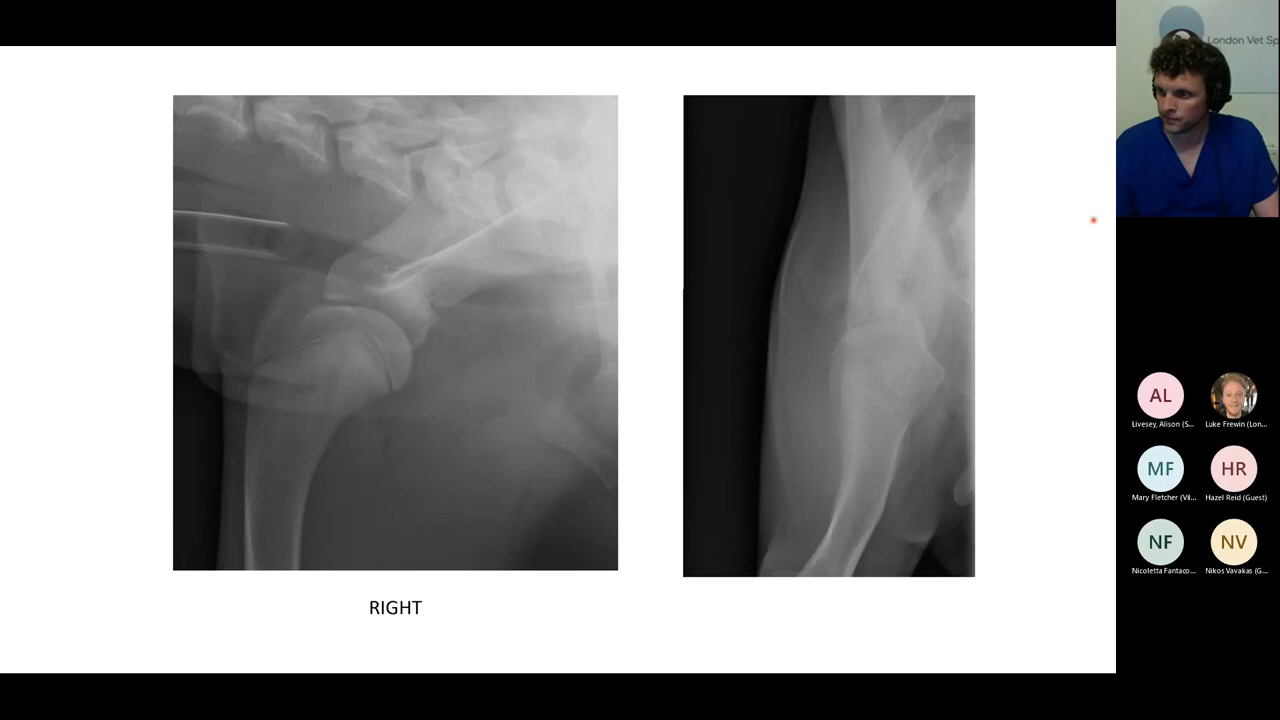 London Vet Sp
AL
Livesey, Alison (S...
Luke Frewin (Lon...
MF
HR
Mary Fletcher (Vil...
Hazel Reid (Guest)
NF
NV
Nicoletta Fantaco...
Nikos Vavakas (G...
RIGHT